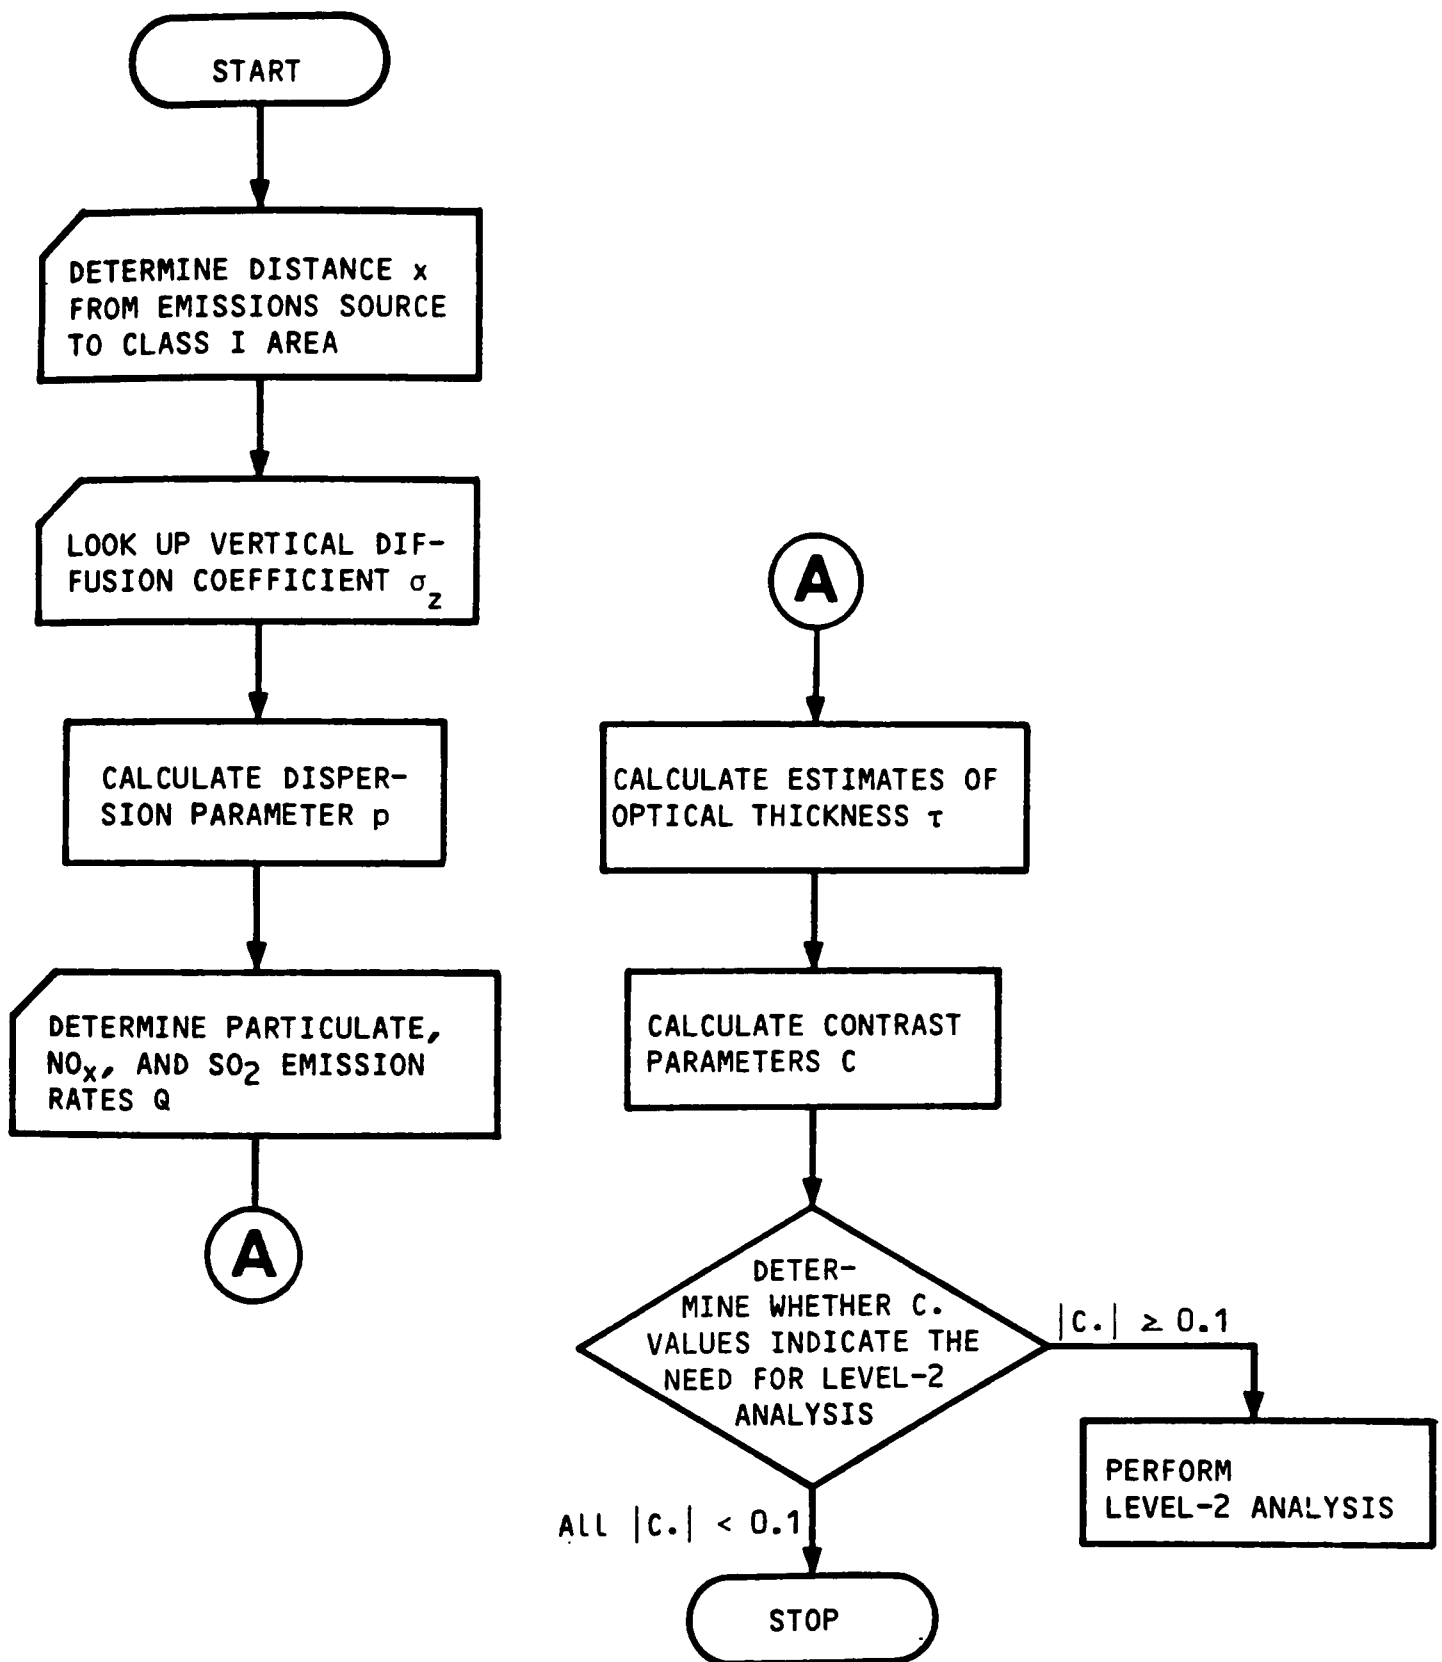 START
DETERMINE DISTANCE x
FROM EMISSIONS SOURCE
TO CLASS I AREA
LOOK UP VERTICAL DIF-
FUSION COEFFICIENT σz
CALCULATE DISPER-
SION PARAMETER p
DETERMINE PARTICULATE,
NOx, AND SO2 EMISSION
RATES Q
A
A
CALCULATE ESTIMATES OF
OPTICAL THICKNESS τ
CALCULATE CONTRAST
PARAMETERS C
DETER-
MINE WHETHER C.
VALUES INDICATE THE
NEED FOR LEVEL-2
ANALYSIS
|C.| ≥ 0.1
PERFORM
LEVEL-2 ANALYSIS
ALL |C.| < 0.1
STOP